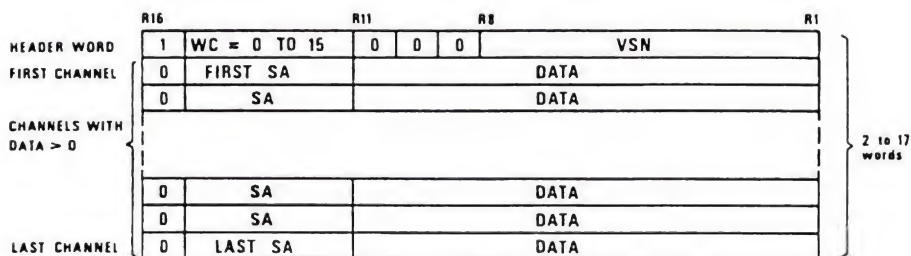 R16 R11 R8 R1
HEADER WORD 1 WC = 0 TO 15 0 0 0 VSN
FIRST CHANNEL 0 FIRST SA DATA
0 SA DATA
CHANNELS WITH
DATA > 0
2 to 17
words
0 SA DATA
0 SA DATA
LAST CHANNEL 0 LAST SA DATA